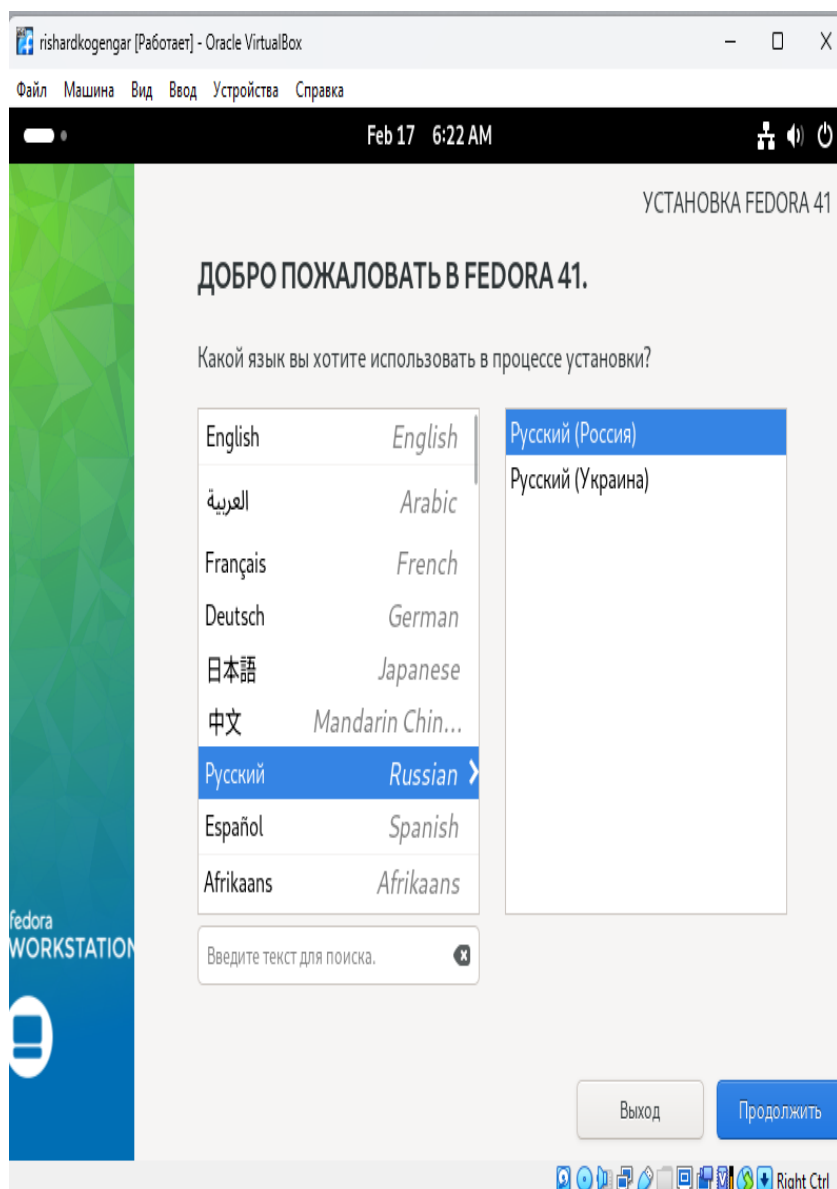 rishardkogengar [Работает] - Oracle VirtualBox
Файл Машина Вид Ввод Устройства Справка
Feb 17 6:22 AM
УСТАНОВКА FEDORA 41
ДОБРО ПОЖАЛОВАТЬ В FEDORA 41.
Какой язык вы хотите использовать в процессе установки?
English English
العربية Arabic
Français French
Deutsch German
日本語 Japanese
中文 Mandarin Chin...
Русский Russian
Español Spanish
Afrikaans Afrikaans
Русский (Россия)
Русский (Украина)
Введите текст для поиска.
fedora
WORKSTATION
Выход Продолжить
Right Ctrl